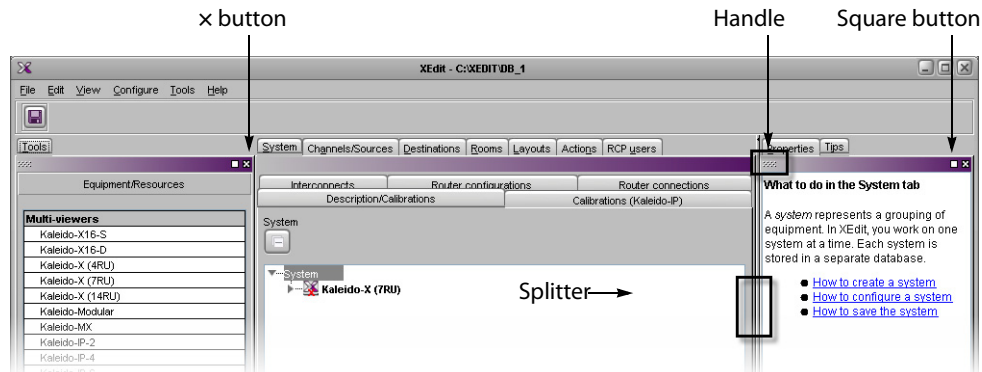 × button
Handle
Square button
XEdit - C:\XEDIT\DB_1
File Edit View Configure Tools Help
Tools
System Channels/Sources Destinations Rooms Layouts Actions RCP users
Properties Tips
Equipment/Resources
Interconnects Router configurations Router connections
Description/Calibrations Calibrations (Kaleido-IP)
What to do in the System tab
Multi-viewers
Kaleido-X16-S
Kaleido-X16-D
Kaleido-X (4RU)
Kaleido-X (7RU)
Kaleido-X (14RU)
Kaleido-Modular
Kaleido-MX
Kaleido-IP-2
Kaleido-IP-4
System
System
Kaleido-X (7RU)
Splitter
A system represents a grouping of
equipment. In XEdit, you work on one
system at a time. Each system is
stored in a separate database.
How to create a system
How to configure a system
How to save the system